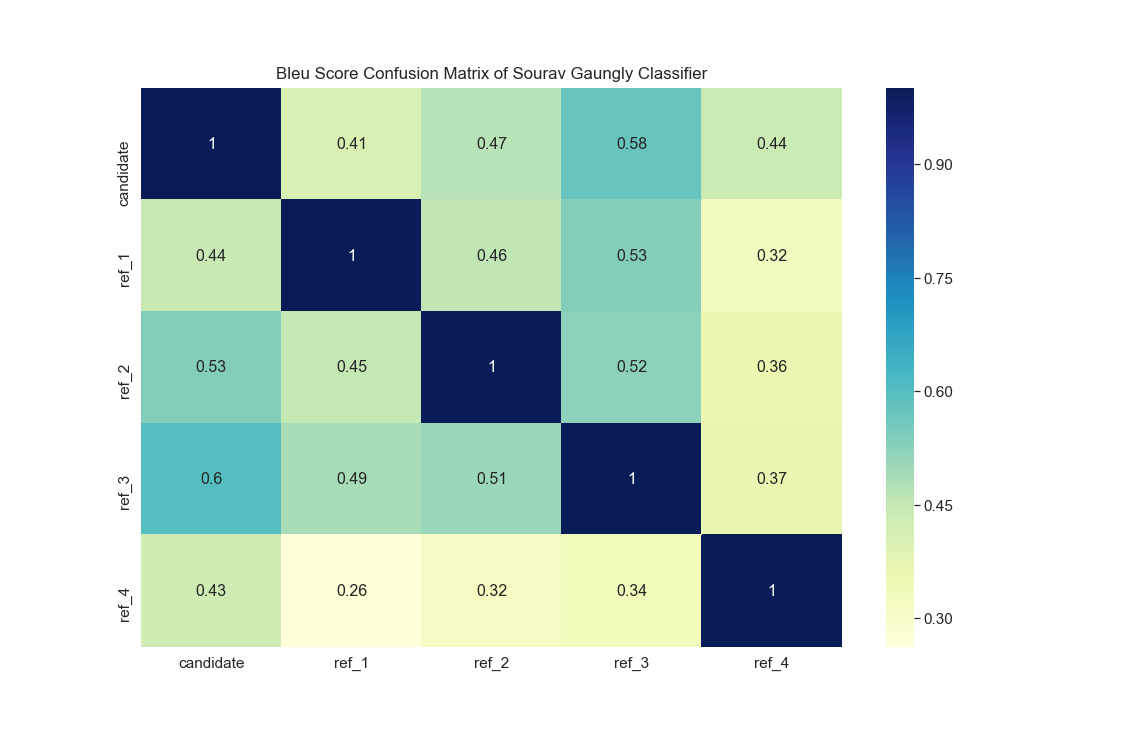 Bleu Score Confusion Matrix of Sourav Gaungly Classifier
candidate 1 0.41 0.47 0.58 0.44
ref_1 0.44 1 0.46 0.53 0.32
ref_2 0.53 0.45 1 0.52 0.36
ref_3 0.6 0.49 0.51 1 0.37
ref_4 0.43 0.26 0.32 0.34 1
candidate ref_1 ref_2 ref_3 ref_4
0.90
0.75
0.60
0.45
0.30